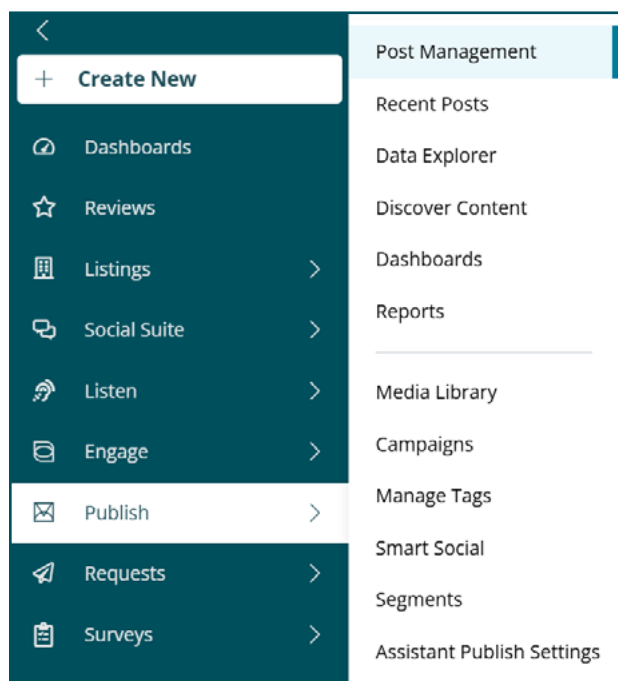 Create New
Dashboards
Reviews
Listings
Social Suite
Listen
Engage
Publish
Requests
Surveys
Post Management
Recent Posts
Data Explorer
Discover Content
Dashboards
Reports
Media Library
Campaigns
Manage Tags
Smart Social
Segments
Assistant Publish Settings